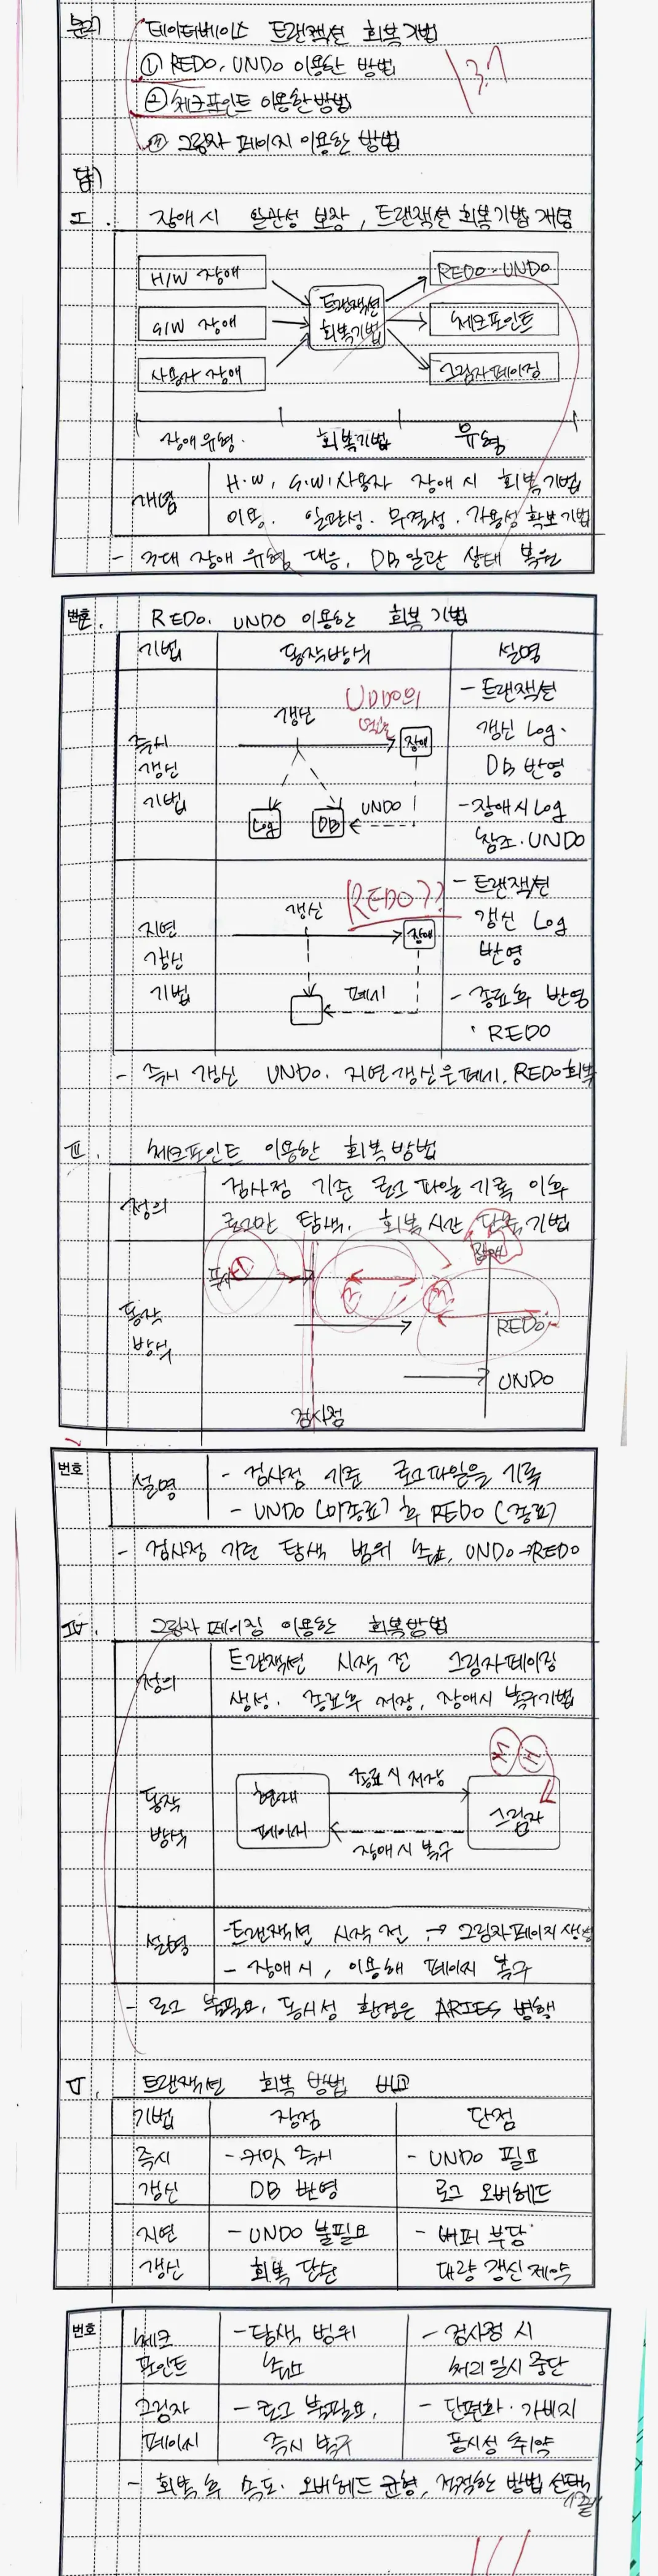 문제) 데이터베이스 트랜잭션 회복기법
① REDO, UNDO 이용한 방법
② 체크포인트 이용한 방법
③ 그림자 페이지 이용한 방법
답)
I. 장애시 일관성 보장, 트랜잭션 회복기법 개념
H/W 장애
S/W 장애
사용자 장애
트랜잭션
회복기법
REDO·UNDO
체크포인트
그림자페이징
장애유형. 회복기법 유형
개념
H·W, S·W, 사용자 장애 시 회복기법
이용. 일관성·무결성·가용성 확보기법
- 3대 장애 유형 대응, DB 일관 상태 복원
번호
REDO. UNDO 이용한 회복 기법
기법 동작방식 설명
즉시
갱신
기법
갱신
UNDO의
장애
Log
DB
UNDO
- 트랜잭션
갱신 Log·
DB 반영
- 장애시 Log
참조·UNDO
지연
갱신
기법
갱신
REDO??
장애
폐지
- 트랜잭션
갱신 Log
반영
- 종료후 반영
REDO
- 즉시 갱신 UNDO. 지연갱신은 폐지, REDO회복
III. 체크포인트 이용한 회복 방법
정의
검사점 기준 로그 파일 기록 이후
로그만 탐색. 회복 시간 단축 기법
동작
방식
장애
REDO
UNDO
검사점
번호
설명
- 검사점 기준 로그파일을 기록
- UNDO (미종료) 후 REDO (종료)
- 검사점 기준 탐색 범위 축소, UNDO→REDO
IV. 그림자 페이징 이용한 회복방법
정의
트랜잭션 시작 전 그림자페이징
생성. 종료후 저장, 장애시 복구기법
동작
방식
현재
페이지
종료 시 저장
장애 시 복구
그림자
설명
- 트랜잭션 시작 전 → 그림자페이지 생성
- 장애 시, 이용해 페이지 복구
- 로그 불필요, 동시성 환경은 ARIES 병행
V. 트랜잭션 회복 방법 비교
기법 장점 단점
즉시
갱신
- 커밋 즉시
DB 반영
- UNDO 필요
로그 오버헤드
지연
갱신
- UNDO 불필요
회복 단순
- 버퍼 부담
대량 갱신 제약
번호
체크
포인트
- 탐색 범위
축소
- 검사점 시
처리 일시 중단
그림자
페이지
- 로그 불필요,
즉시 복구
- 단편화·가비지
동시성 취약
- 회복 후 속도·오버헤드 균형, 적절한 방법 선택
"끝"